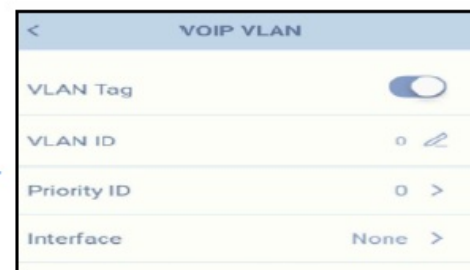 < VOIP VLAN
VLAN Tag
VLAN ID 0
Priority ID 0 >
Interface None >